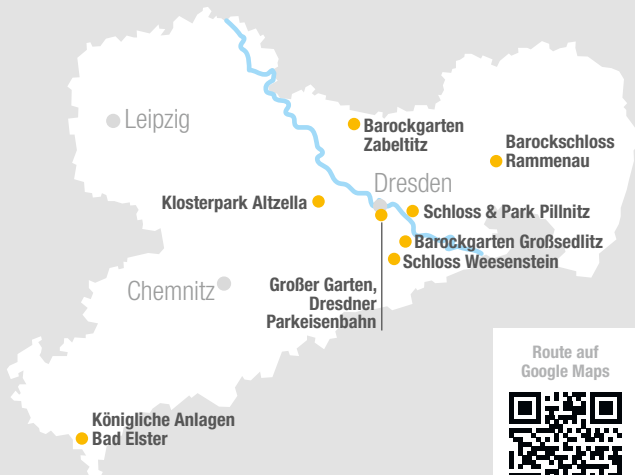 Leipzig
Barockgarten
Zabeltitz
Barockschloss
Rammenau
Dresden
Klosterpark Altzella
Schloss & Park Pillnitz
Barockgarten Großsedlitz
Schloss Weesenstein
Großer Garten,
Dresdner
Parkeisenbahn
Chemnitz
Route auf
Google Maps
Königliche Anlagen
Bad Elster